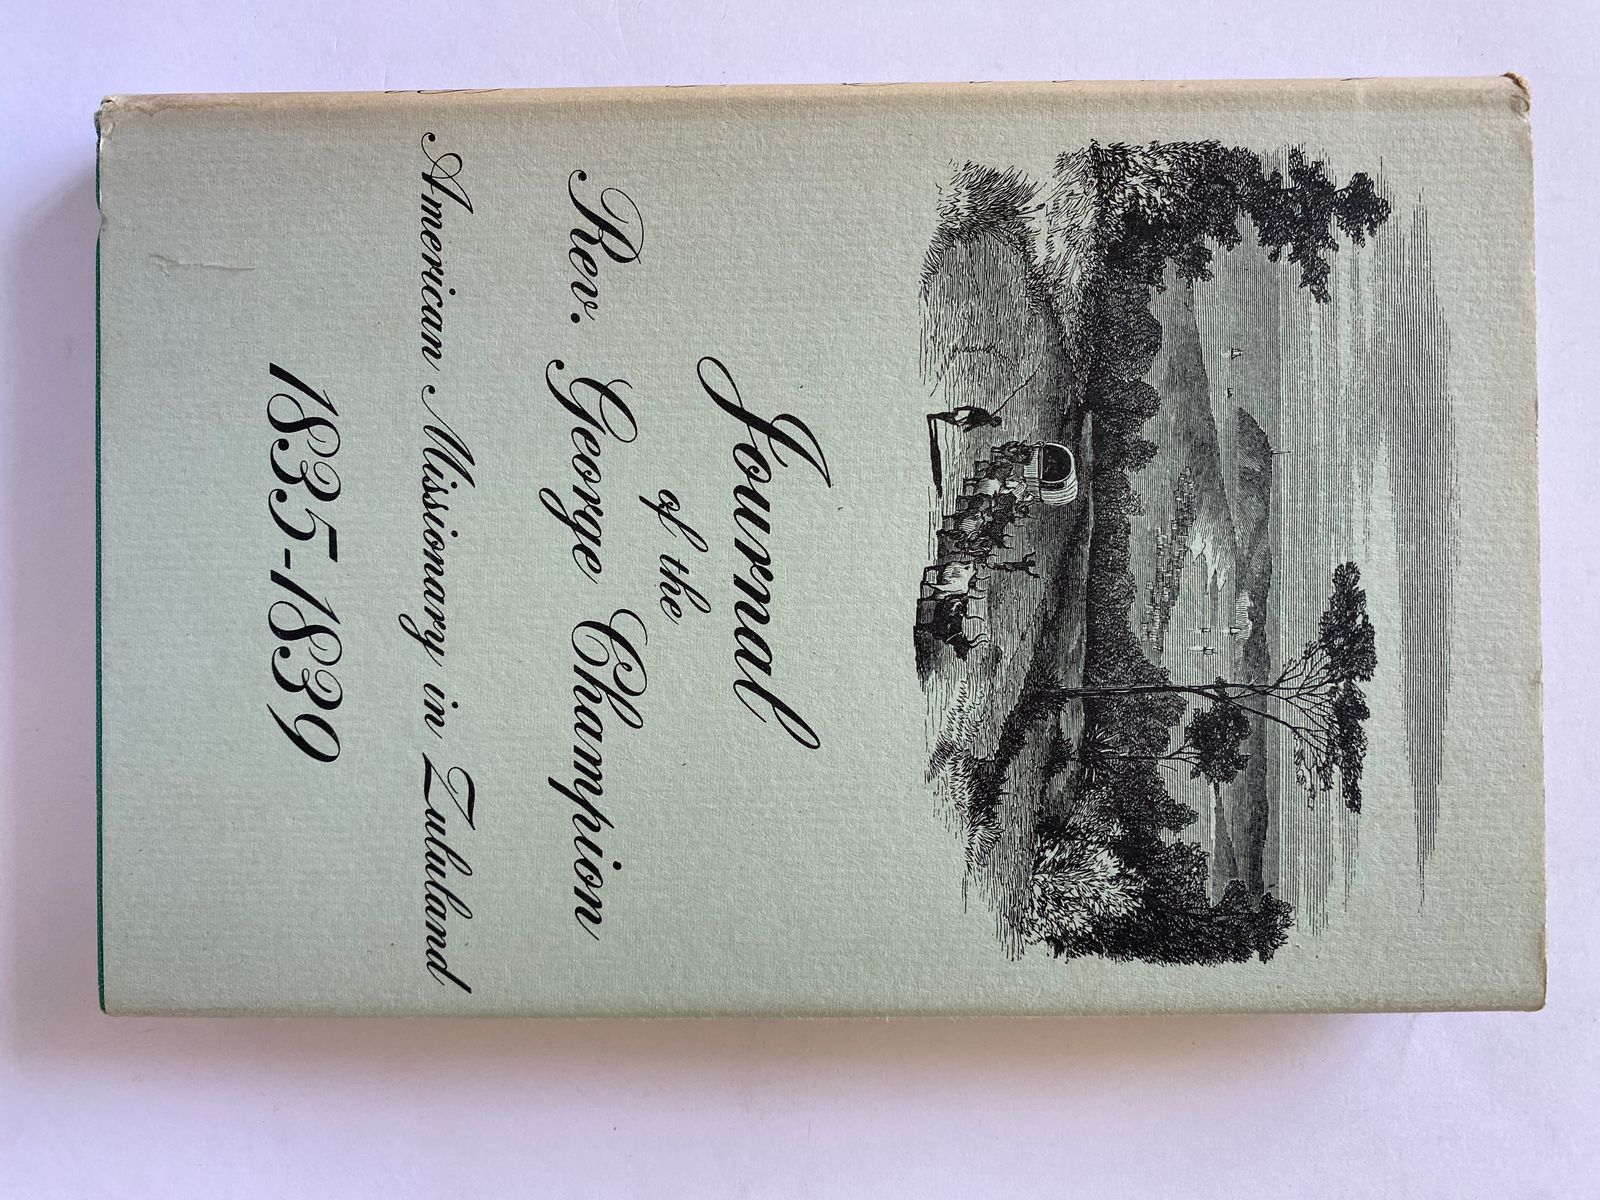 Journal
of the
Rev. George Champion
American Missionary in Zululand
1835-1839